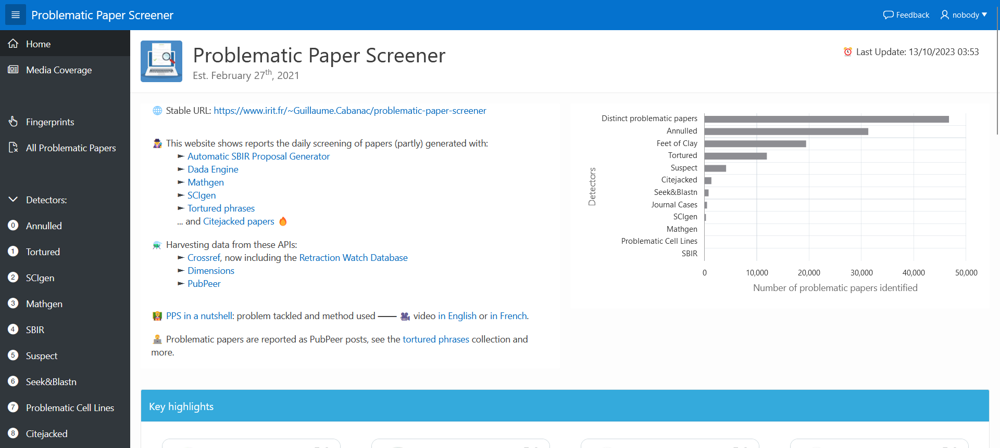 Problematic Paper Screener
Feedback
nobody
Home
Media Coverage
Fingerprints
All Problematic Papers
Detectors:
0 Annulled
1 Tortured
2 SCIgen
3 Mathgen
4 SBIR
5 Suspect
6 Seek&Blastn
7 Problematic Cell Lines
8 Citejacked
Problematic Paper Screener
Est. February 27th, 2021
Last Update: 13/10/2023 03:53
Stable URL: https://www.irit.fr/~Guillaume.Cabanac/problematic-paper-screener
This website shows reports the daily screening of papers (partly) generated with:
► Automatic SBIR Proposal Generator
► Dada Engine
► Mathgen
► SCIgen
► Tortured phrases
... and Citejacked papers
Harvesting data from these APIs:
► Crossref, now including the Retraction Watch Database
► Dimensions
► PubPeer
PPS in a nutshell: problem tackled and method used —— video in English or in French.
Problematic papers are reported as PubPeer posts, see the tortured phrases collection and
more.
Detectors
Distinct problematic papers
Annulled
Feet of Clay
Tortured
Suspect
Citejacked
Seek&Blastn
Journal Cases
SCIgen
Mathgen
Problematic Cell Lines
SBIR
0 10,000 20,000 30,000 40,000 50,000
Number of problematic papers identified
Key highlights